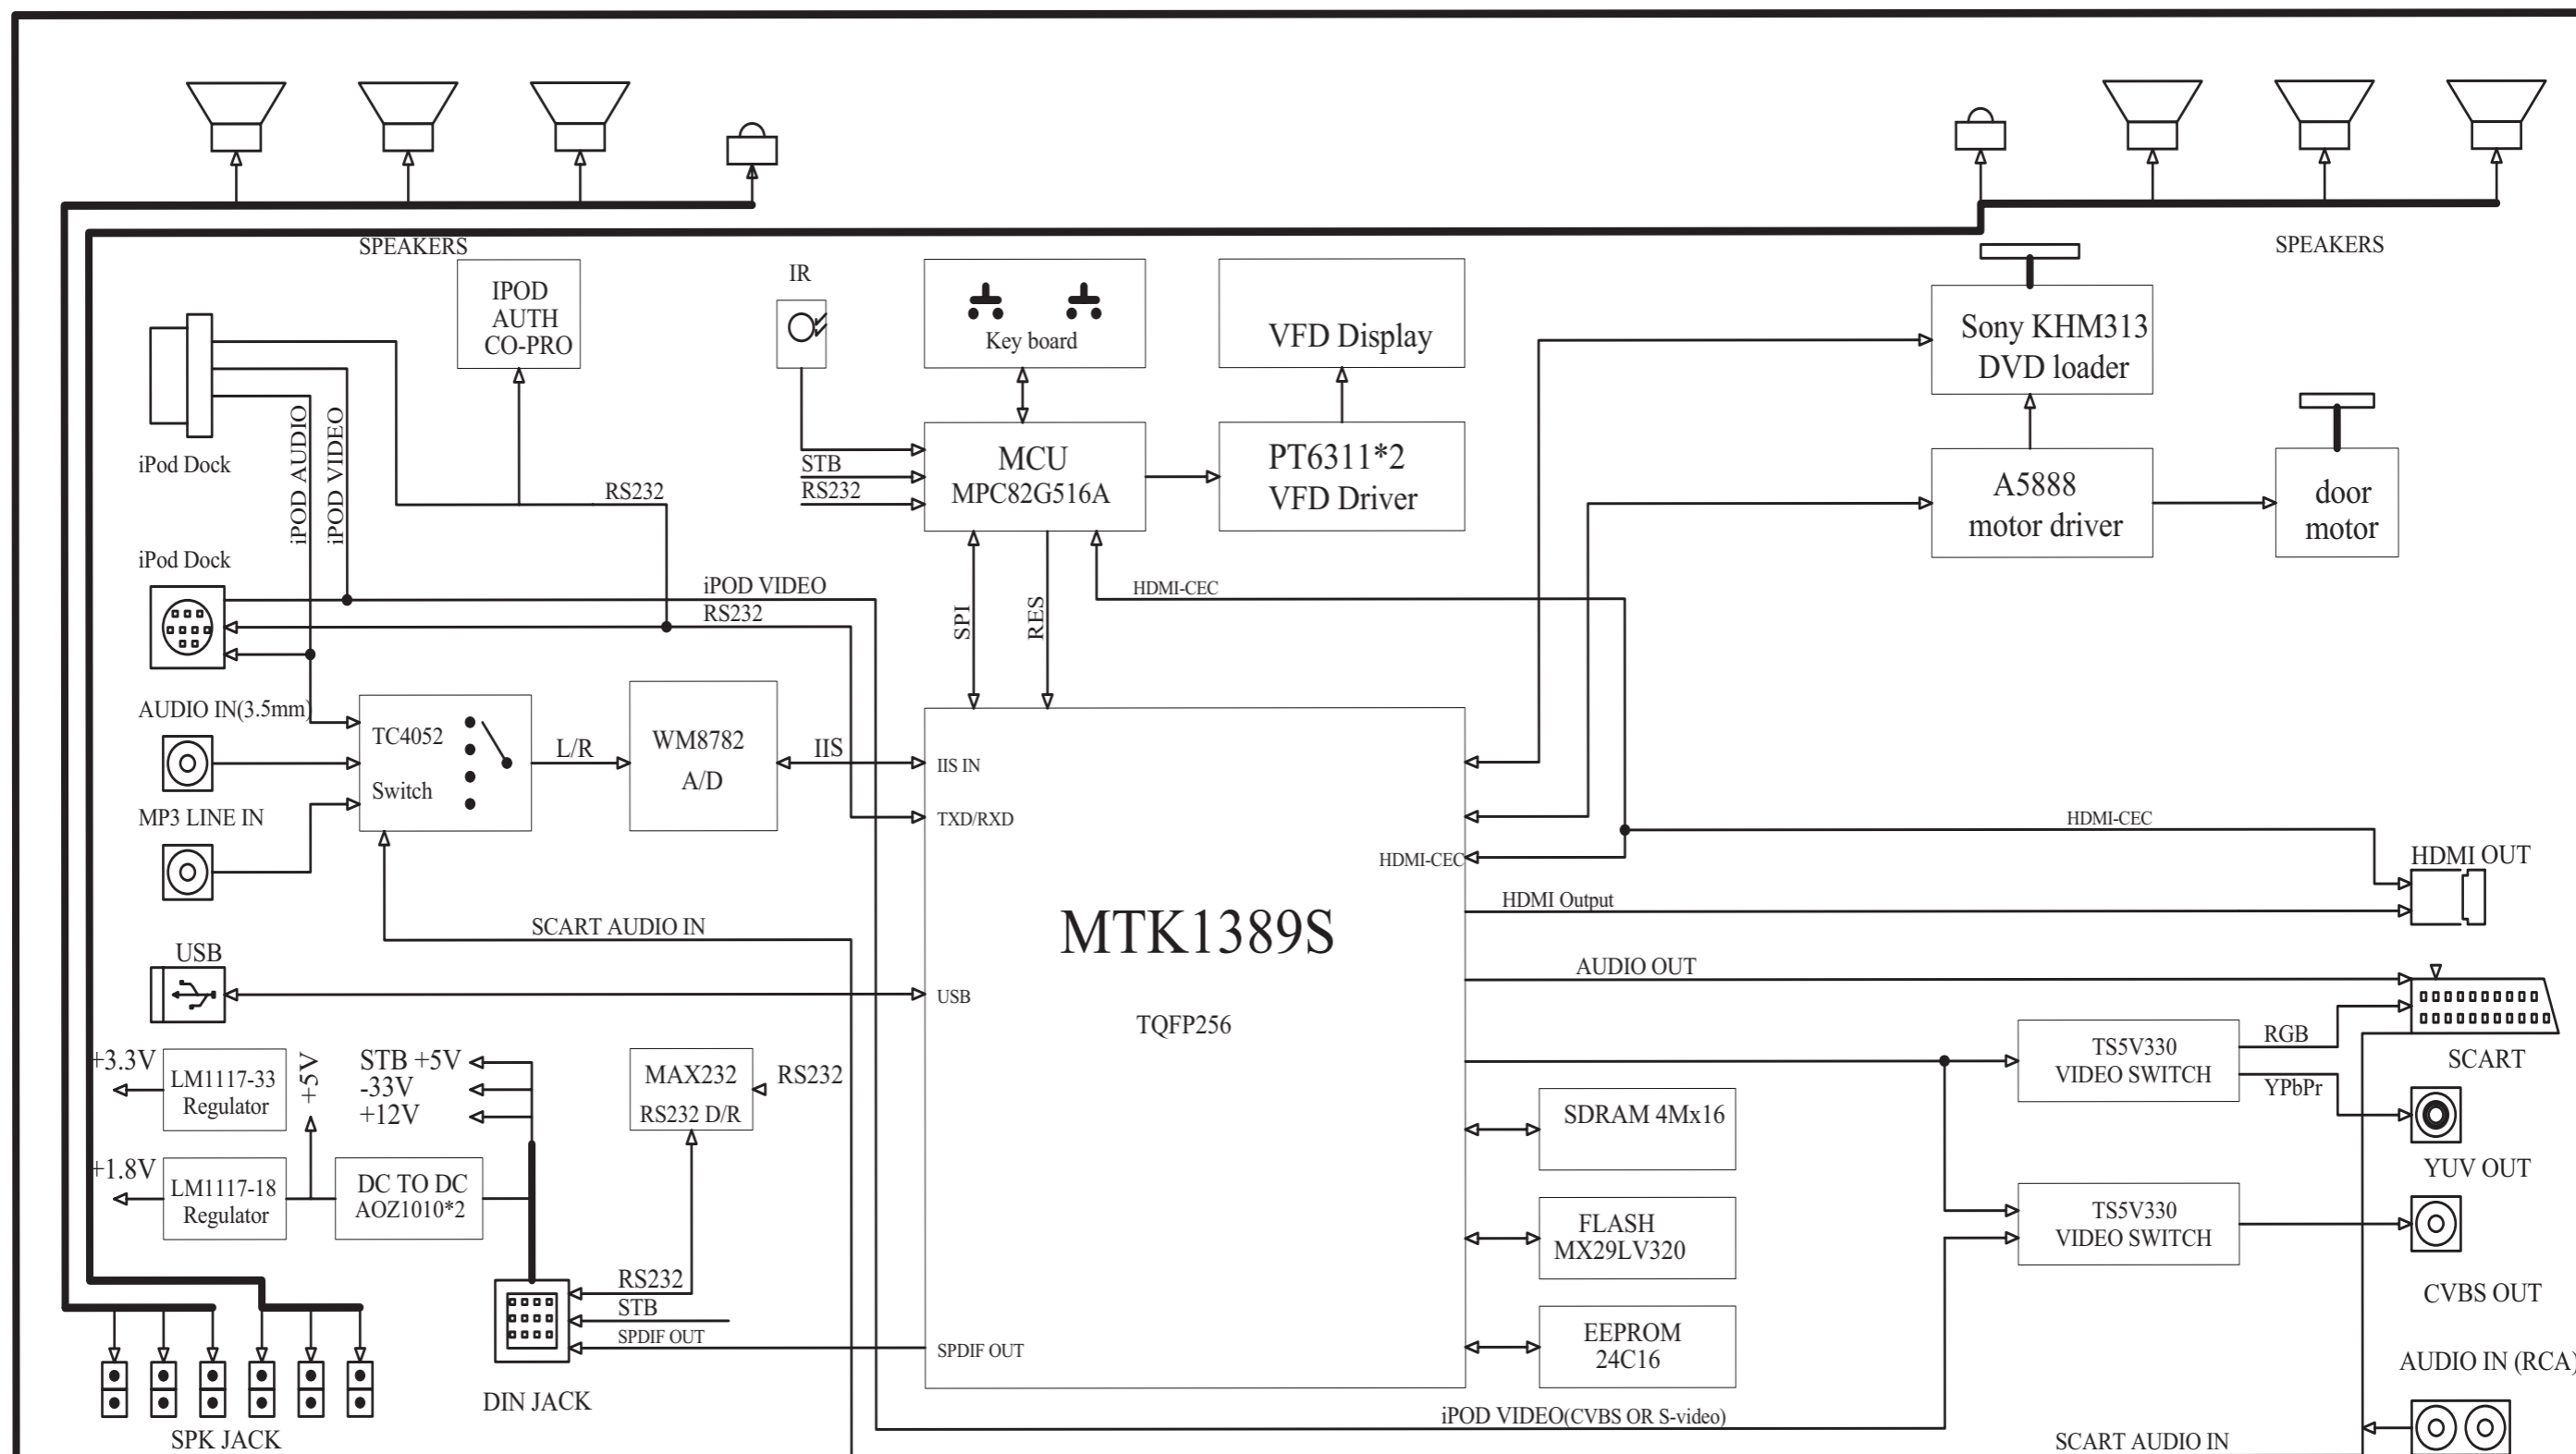 SPEAKERS
SPEAKERS
IPOD
AUTH
CO-PRO
IR
Key board
VFD Display
Sony KHM313
DVD loader
iPod Dock
iPOD AUDIO
iPOD VIDEO
RS232
STB
RS232
MCU
MPC82G516A
PT6311*2
VFD Driver
A5888
motor driver
door
motor
iPod Dock
iPOD VIDEO
RS232
SPI
RES
HDMI-CEC
AUDIO IN(3.5mm)
TC4052
Switch
L/R
WM8782
A/D
IIS
IIS IN
MP3 LINE IN
TXD/RXD
HDMI-CEC
HDMI-CEC
HDMI OUT
HDMI Output
MTK1389S
TQFP256
SCART AUDIO IN
USB
USB
AUDIO OUT
SCART
+3.3V
LM1117-33
Regulator
+5V
STB +5V
-33V
+12V
MAX232
RS232 D/R
RS232
TS5V330
VIDEO SWITCH
RGB
YPbPr
SDRAM 4Mx16
YUV OUT
+1.8V
LM1117-18
Regulator
DC TO DC
AOZ1010*2
FLASH
MX29LV320
TS5V330
VIDEO SWITCH
CVBS OUT
RS232
STB
SPDIF OUT
SPDIF OUT
EEPROM
24C16
AUDIO IN (RCA)
DIN JACK
SPK JACK
iPOD VIDEO(CVBS OR S-video)
SCART AUDIO IN